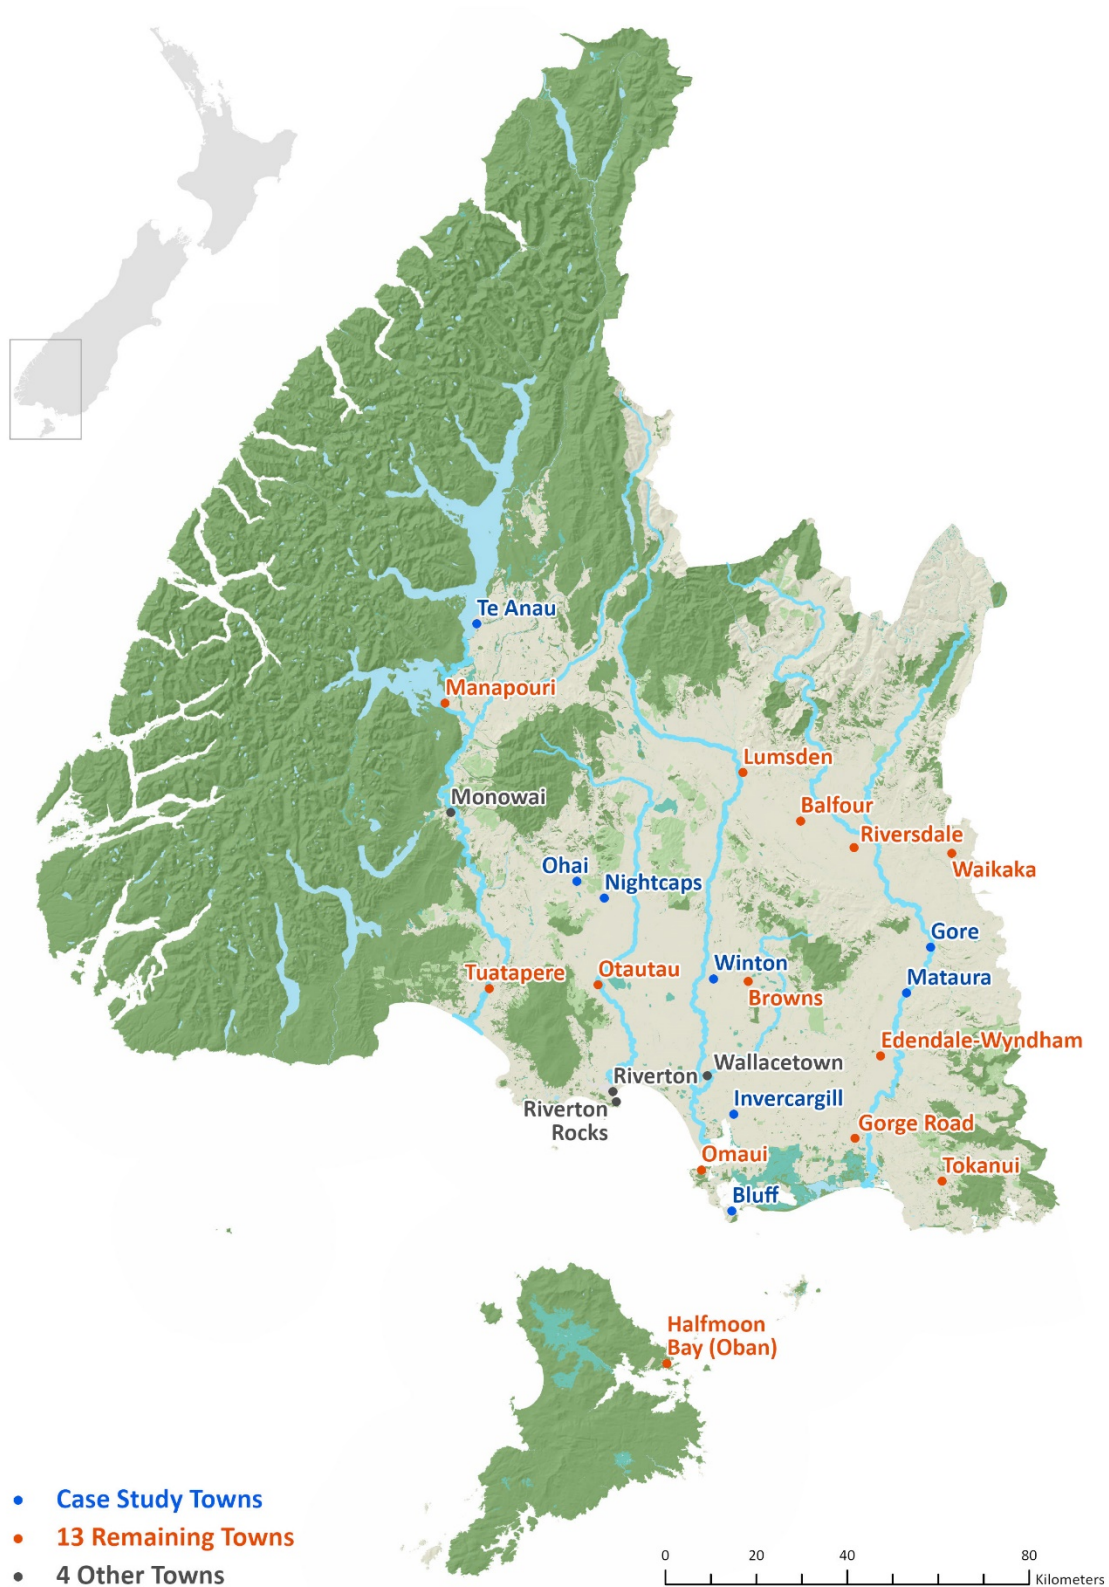 Te Anau
Manapouri
Lumsden
Monowai
Balfour
Riversdale
Waikaka
Ohai
Nightcaps
Gore
Winton
Tuatapere
Otautau
Browns
Mataura
Edendale-Wyndham
Wallacetown
Riverton
Riverton
Rocks
Invercargill
Gorge Road
Omaui
Tokanui
Bluff
Halfmoon
Bay (Oban)
Case Study Towns
13 Remaining Towns
4 Other Towns
0 20 40 80
Kilometers